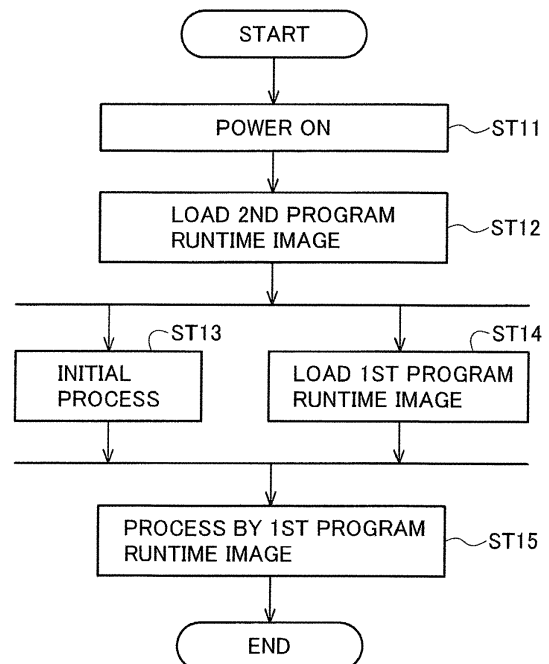 START
POWER ON
ST11
LOAD 2ND PROGRAM
RUNTIME IMAGE
ST12
ST13
INITIAL
PROCESS
ST14
LOAD 1ST PROGRAM
RUNTIME IMAGE
PROCESS BY 1ST PROGRAM
RUNTIME IMAGE
ST15
END